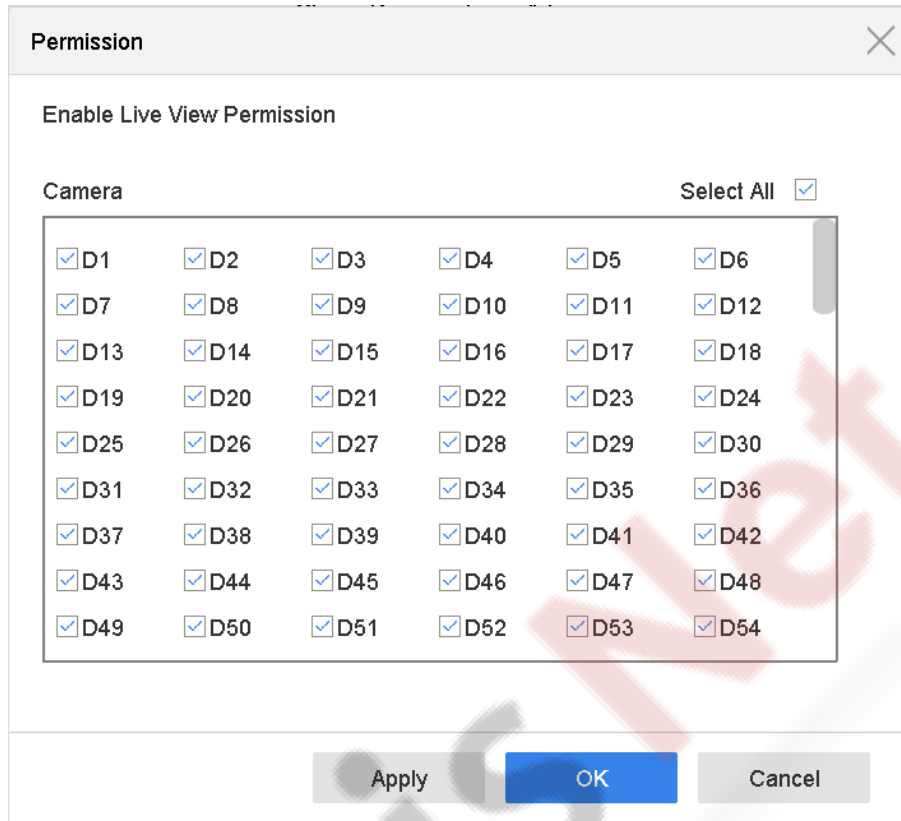 Permission
Enable Live View Permission
Camera Select All
D1 D2 D3 D4 D5 D6
D7 D8 D9 D10 D11 D12
D13 D14 D15 D16 D17 D18
D19 D20 D21 D22 D23 D24
D25 D26 D27 D28 D29 D30
D31 D32 D33 D34 D35 D36
D37 D38 D39 D40 D41 D42
D43 D44 D45 D46 D47 D48
D49 D50 D51 D52 D53 D54
Apply OK Cancel
isNet